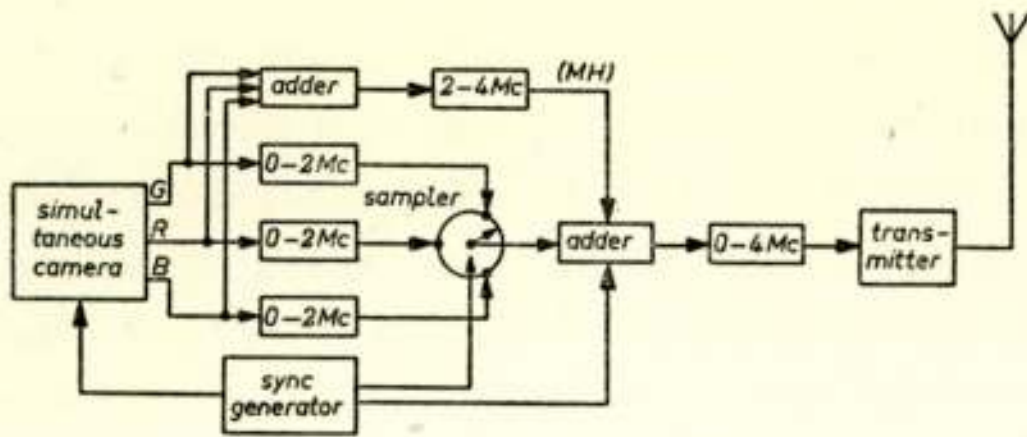 adder
2-4Mc
(MH)
G
0-2Mc
sampler
simul-
taneous
camera
R
0-2Mc
adder
0-4Mc
trans-
mitter
B
0-2Mc
sync
generator